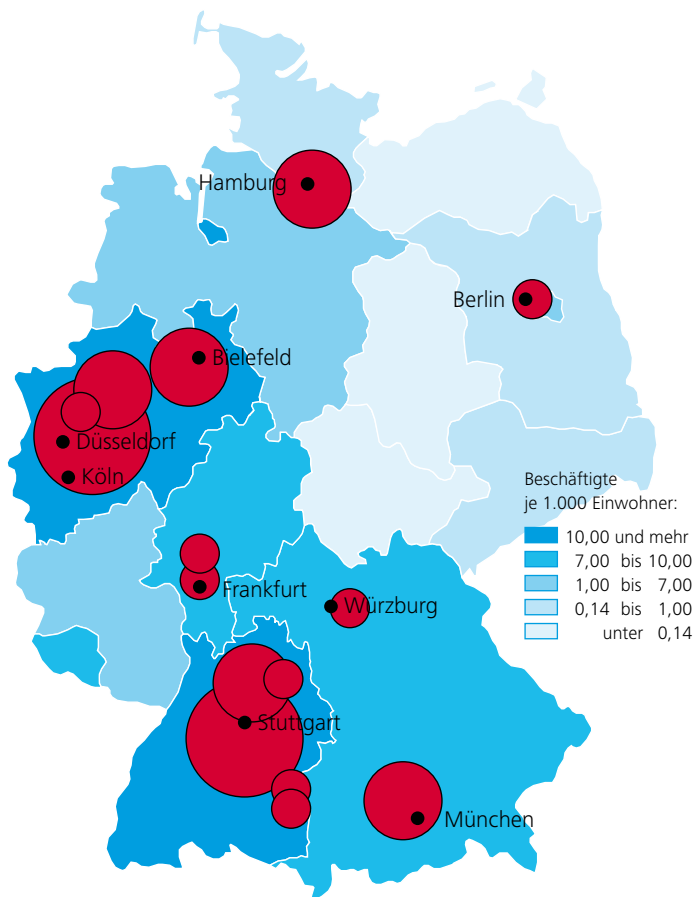 Hamburg
Berlin
Bielefeld
Düsseldorf
Köln
Beschäftigte
je 1.000 Einwohner:
10,00 und mehr
7,00 bis 10,00
1,00 bis 7,00
0,14 bis 1,00
unter 0,14
Frankfurt
Würzburg
Stuttgart
München